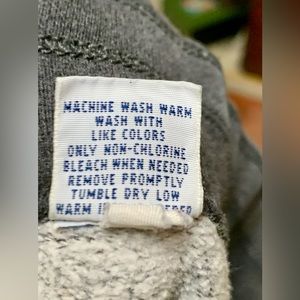 MACHINE WASH WARM
WASH WITH
LIKE COLORS
ONLY NON-CHLORINE
BLEACH WHEN NEEDED
REMOVE PROMPTLY
TUMBLE DRY LOW
WARM